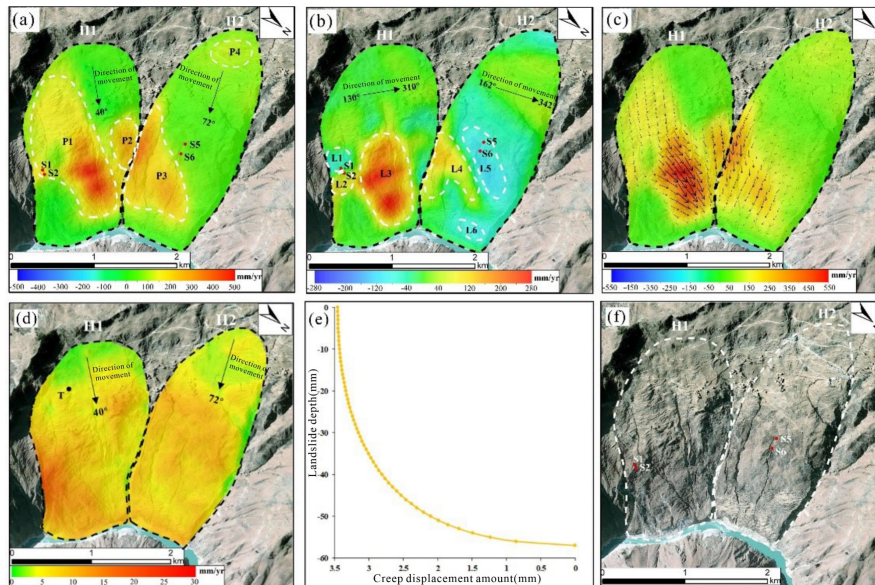 (a)
H1
H2
N
P4
Direction of
movement
40°
Direction of
movement
72°
P1
P2
P3
S1
S2
S5
S6
0 1 2
km
mm/yr
-500 -400 -300 -200 -100 0 100 200 300 400 500
(b)
H1
H2
N
Direction of movement
130° 310°
Direction of movement
162° 342°
L1
S1
S2
L2
L3
L4
S5
S6
L5
L6
0 1 2
km
mm/yr
-280 -120 120 280
(c)
H1
H2
N
0 1 2
km
mm/yr
-550 -450 -350 -250 -150 -50 50 150 250 350 450 550
(d)
H1
H2
N
Direction of
movement
T
40°
Direction of
movement
72°
0 1 2
km
mm/yr
0 5 10 15 20 25 30
(e)
Landslide depth(mm)
0
-10
-20
-30
-40
-50
-60
3.5 3.0 2.5 2.0 1.5 1.0 0.5 0
Creep displacement amount(mm)
(f)
H1
H2
N
S1
S2
S5
S6
0 1 2
km